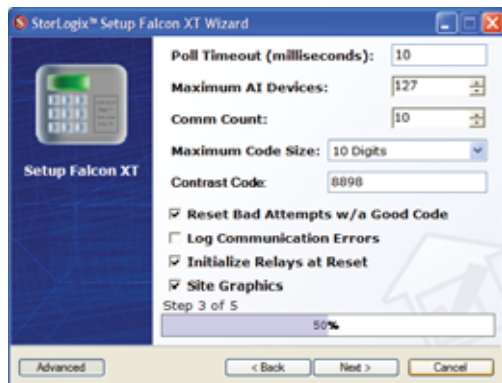 StorLogix™ Setup Falcon XT Wizard
Poll Timeout (milliseconds): 10
Maximum AI Devices: 127
Comm Count: 10
Maximum Code Size: 10 Digits
Setup Falcon XT
Contrast Code: 8898
Reset Bad Attempts w/a Good Code
Log Communication Errors
Initialize Relays at Reset
Site Graphics
Step 3 of 5
50%
Advanced < Back Next > Cancel